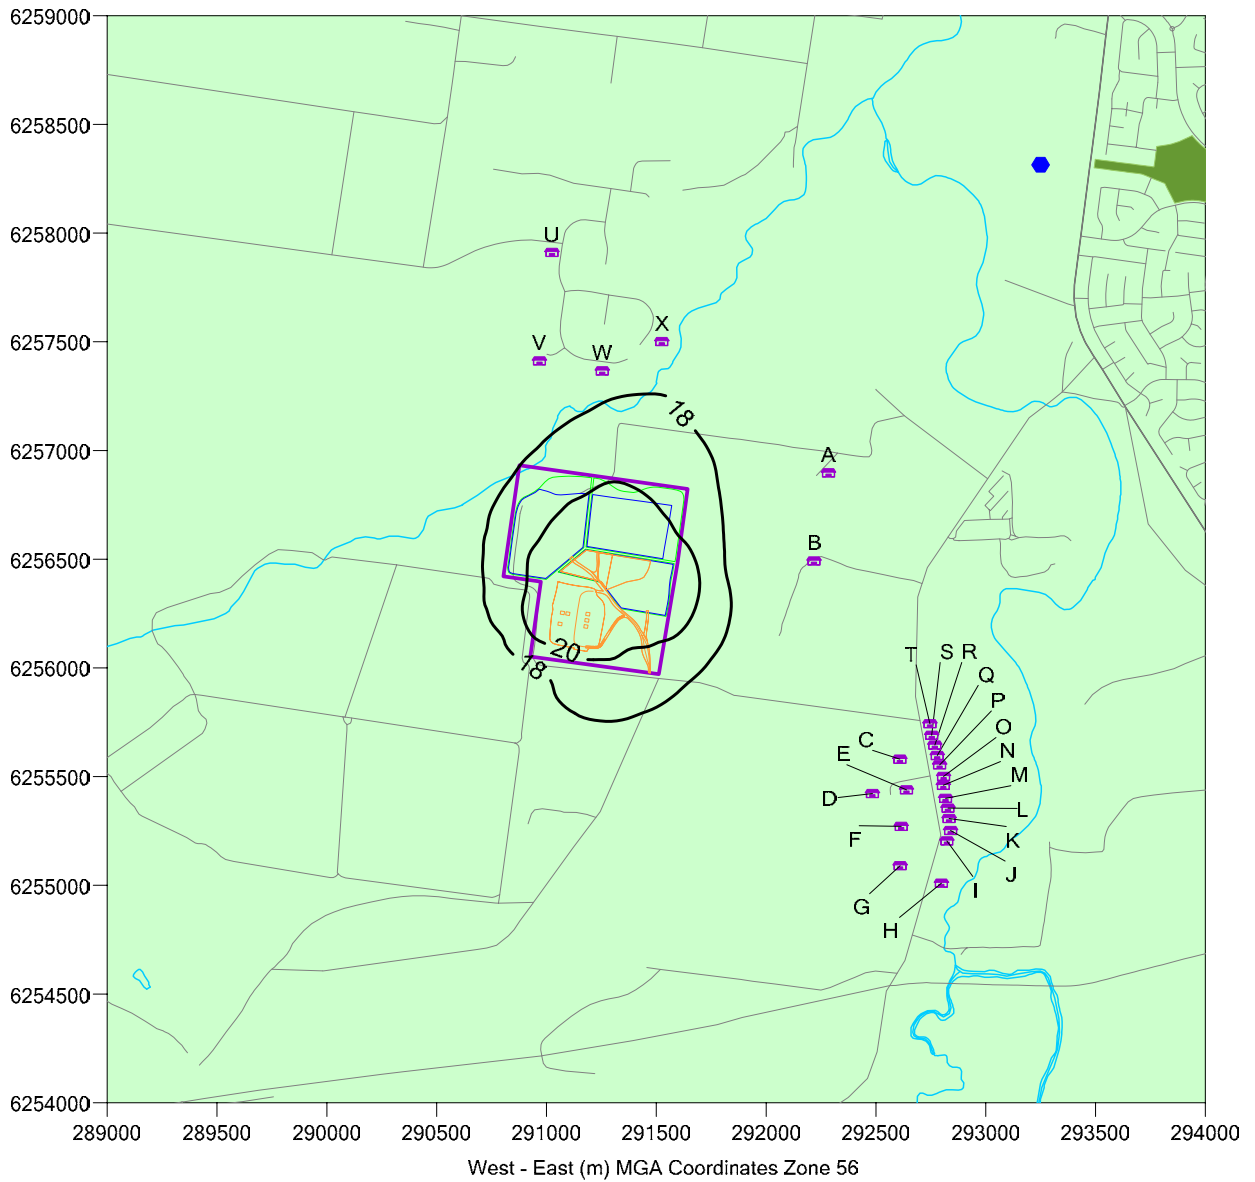 6259000
6258500
6258000
U
6257500
X
V
W
18
6257000
A
6256500
B
20
18
6256000
T
S
R
Q
P
O
C
N
E
M
6255500
D
L
F
K
J
I
6255000
G
H
6254500
6254000
289000 289500 290000 290500 291000 291500 292000 292500 293000 293500 294000
West - East (m) MGA Coordinates Zone 56